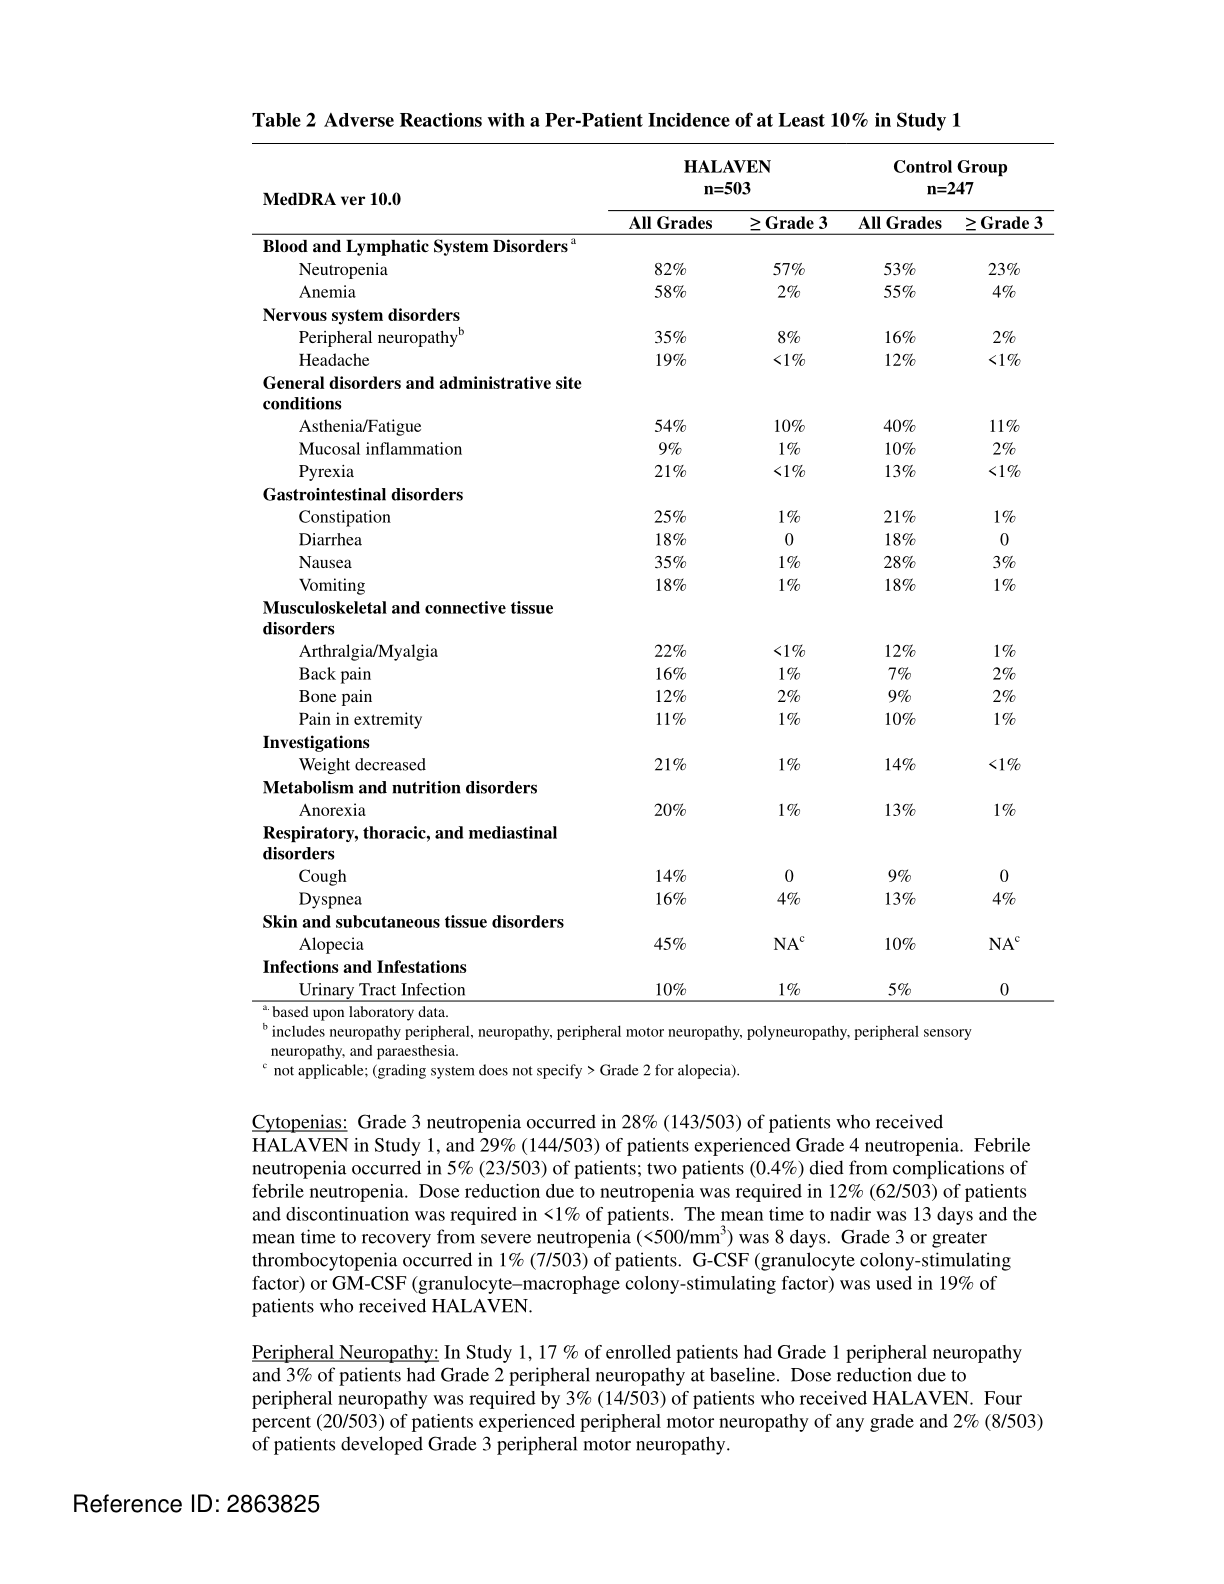 Table 2 Adverse Reactions with a Per-Patient Incidence of at Least 10% in Study 1
MedDRA ver 10.0
HALAVEN
n=503
Control Group
n=247
All Grades ≥ Grade 3 All Grades ≥ Grade 3
Blood and Lymphatic System Disorders a
Neutropenia 82% 57% 53% 23%
Anemia 58% 2% 55% 4%
Nervous system disorders
Peripheral neuropathyb 35% 8% 16% 2%
Headache 19% <1% 12% <1%
General disorders and administrative site
conditions
Asthenia/Fatigue 54% 10% 40% 11%
Mucosal inflammation 9% 1% 10% 2%
Pyrexia 21% <1% 13% <1%
Gastrointestinal disorders
Constipation 25% 1% 21% 1%
Diarrhea 18% 0 18% 0
Nausea 35% 1% 28% 3%
Vomiting 18% 1% 18% 1%
Musculoskeletal and connective tissue
disorders
Arthralgia/Myalgia 22% <1% 12% 1%
Back pain 16% 1% 7% 2%
Bone pain 12% 2% 9% 2%
Pain in extremity 11% 1% 10% 1%
Investigations
Weight decreased 21% 1% 14% <1%
Metabolism and nutrition disorders
Anorexia 20% 1% 13% 1%
Respiratory, thoracic, and mediastinal
disorders
Cough 14% 0 9% 0
Dyspnea 16% 4% 13% 4%
Skin and subcutaneous tissue disorders
Alopecia 45% NAc 10% NAc
Infections and Infestations
Urinary Tract Infection 10% 1% 5% 0
a. based upon laboratory data.
b includes neuropathy peripheral, neuropathy, peripheral motor neuropathy, polyneuropathy, peripheral sensory
neuropathy, and paraesthesia.
c not applicable; (grading system does not specify > Grade 2 for alopecia).
Cytopenias: Grade 3 neutropenia occurred in 28% (143/503) of patients who received
HALAVEN in Study 1, and 29% (144/503) of patients experienced Grade 4 neutropenia. Febrile
neutropenia occurred in 5% (23/503) of patients; two patients (0.4%) died from complications of
febrile neutropenia. Dose reduction due to neutropenia was required in 12% (62/503) of patients
and discontinuation was required in <1% of patients. The mean time to nadir was 13 days and the
mean time to recovery from severe neutropenia (<500/mm3) was 8 days. Grade 3 or greater
thrombocytopenia occurred in 1% (7/503) of patients. G-CSF (granulocyte colony-stimulating
factor) or GM-CSF (granulocyte–macrophage colony-stimulating factor) was used in 19% of
patients who received HALAVEN.
Peripheral Neuropathy: In Study 1, 17 % of enrolled patients had Grade 1 peripheral neuropathy
and 3% of patients had Grade 2 peripheral neuropathy at baseline. Dose reduction due to
peripheral neuropathy was required by 3% (14/503) of patients who received HALAVEN. Four
percent (20/503) of patients experienced peripheral motor neuropathy of any grade and 2% (8/503)
of patients developed Grade 3 peripheral motor neuropathy.
Reference ID: 2863825